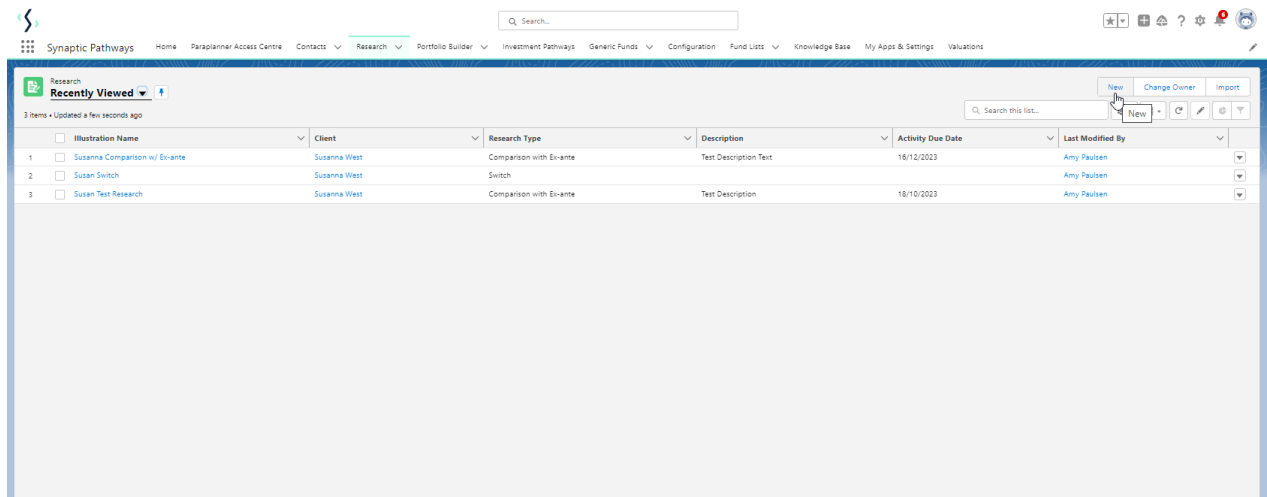 Search...
6
Synaptic Pathways Home Paraplanner Access Centre Contacts Research Portfolio Builder Investment Pathways Generic Funds Configuration Fund Lists Knowledge Base My Apps & Settings Valuations
Research
Recently Viewed
New Change Owner Import
3 items • Updated a few seconds ago
Search this list...
New
Illustration Name Client Research Type Description Activity Due Date Last Modified By
1 Susanna Comparison w/ Ex-ante Susanna West Comparison with Ex-ante Test Description Text 16/12/2023 Amy Paulsen
2 Susan Switch Susanna West Switch Amy Paulsen
3 Susan Test Research Susanna West Comparison with Ex-ante Test Description 18/10/2023 Amy Paulsen